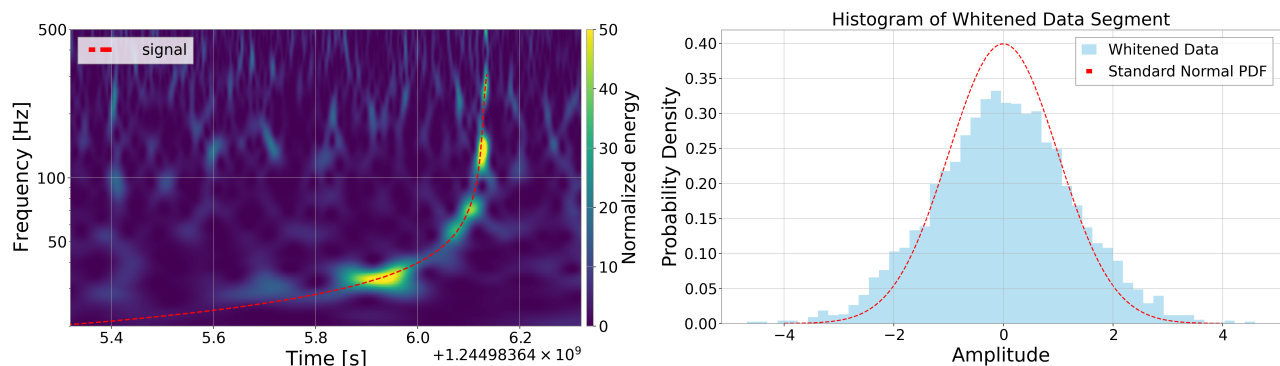 500
100
50
Frequency [Hz]
signal
5.4
5.6
5.8
6.0
6.2
Time [s]
+1.24498364 × 10⁹
50
40
30
20
10
0
Normalized energy
Histogram of Whitened Data Segment
0.40
0.35
0.30
0.25
0.20
0.15
0.10
0.05
0.00
Probability Density
Whitened Data
Standard Normal PDF
−4
−2
0
2
4
Amplitude